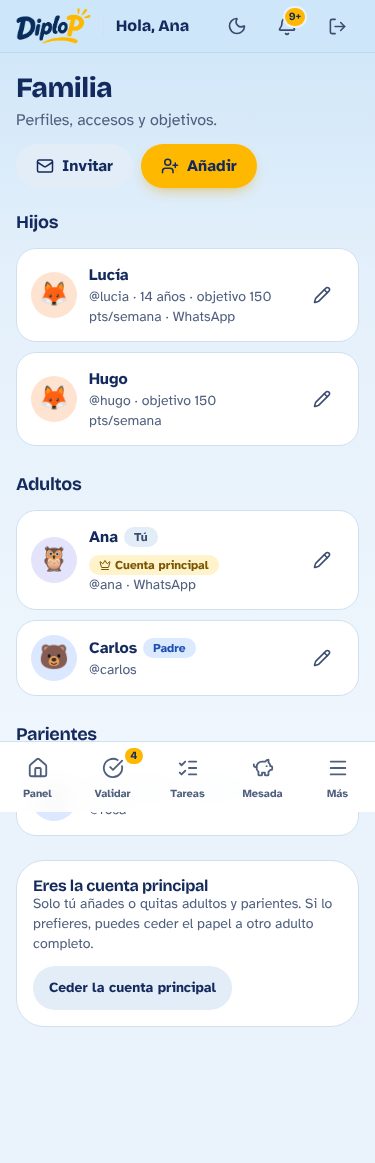 DiploP
Hola, Ana
9+
Familia
Perfiles, accesos y objetivos.
Invitar
Añadir
Hijos
Lucía
@lucia · 14 años · objetivo 150
pts/semana · WhatsApp
Hugo
@hugo · objetivo 150
pts/semana
Adultos
Ana Tú
Cuenta principal
@ana · WhatsApp
Carlos Padre
@carlos
Parientes
4
Panel
Validar
Tareas
Mesada
Más
Eres la cuenta principal
Solo tú añades o quitas adultos y parientes. Si lo
prefieres, puedes ceder el papel a otro adulto
completo.
Ceder la cuenta principal